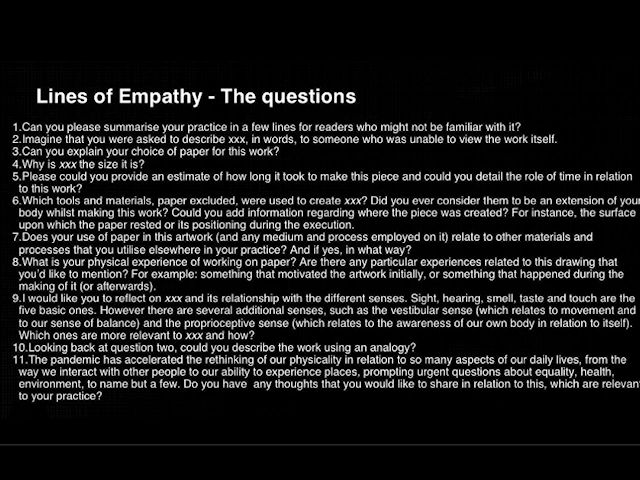 Lines of Empathy - The questions
1.Can you please summarise your practice in a few lines for readers who might not be familiar with it?
2.Imagine that you were asked to describe xxx, in words, to someone who was unable to view the work itself.
3.Can you explain your choice of paper for this work?
4.Why is xxx the size it is?
5.Please could you provide an estimate of how long it took to make this piece and could you detail the role of time in relation
to this work?
6.Which tools and materials, paper excluded, were used to create xxx? Did you ever consider them to be an extension of your
body whilst making this work? Could you add information regarding where the piece was created? For instance, the surface
upon which the paper rested or its positioning during the execution.
7.Does your use of paper in this artwork (and any medium and process employed on it) relate to other materials and
processes that you utilise elsewhere in your practice? And if yes, in what way?
8.What is your physical experience of working on paper? Are there any particular experiences related to this drawing that
you'd like to mention? For example: something that motivated the artwork initially, or something that happened during the
making of it (or afterwards).
9.I would like you to reflect on xxx and its relationship with the different senses. Sight, hearing, smell, taste and touch are the
five basic ones. However there are several additional senses, such as the vestibular sense (which relates to movement and
to our sense of balance) and the proprioceptive sense (which relates to the awareness of our own body in relation to itself).
Which ones are more relevant to xxx and how?
10.Looking back at question two, could you describe the work using an analogy?
11.The pandemic has accelerated the rethinking of our physicality in relation to so many aspects of our daily lives, from the
way we interact with other people to our ability to experience places, prompting urgent questions about equality, health,
environment, to name but a few. Do you have any thoughts that you would like to share in relation to this, which are relevant
to your practice?